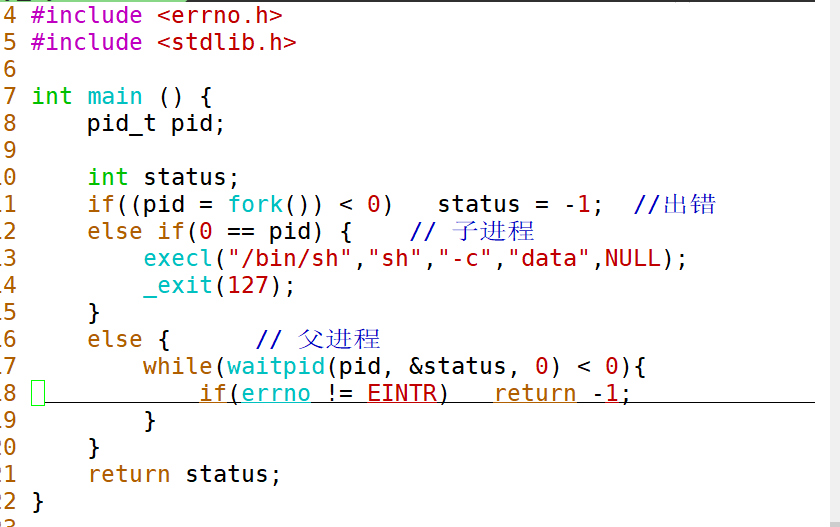 4 #include <errno.h>
5 #include <stdlib.h>
6
7 int main () {
8     pid_t pid;
9
0     int status;
1     if((pid = fork()) < 0)   status = -1;  //出错
2     else if(0 == pid) {    // 子进程
3         execl("/bin/sh","sh","-c","data",NULL);
4         _exit(127);
5     }
6     else {      // 父进程
7         while(waitpid(pid, &status, 0) < 0){
8             if(errno != EINTR)   return -1;
9         }
20     }
21     return status;
22 }